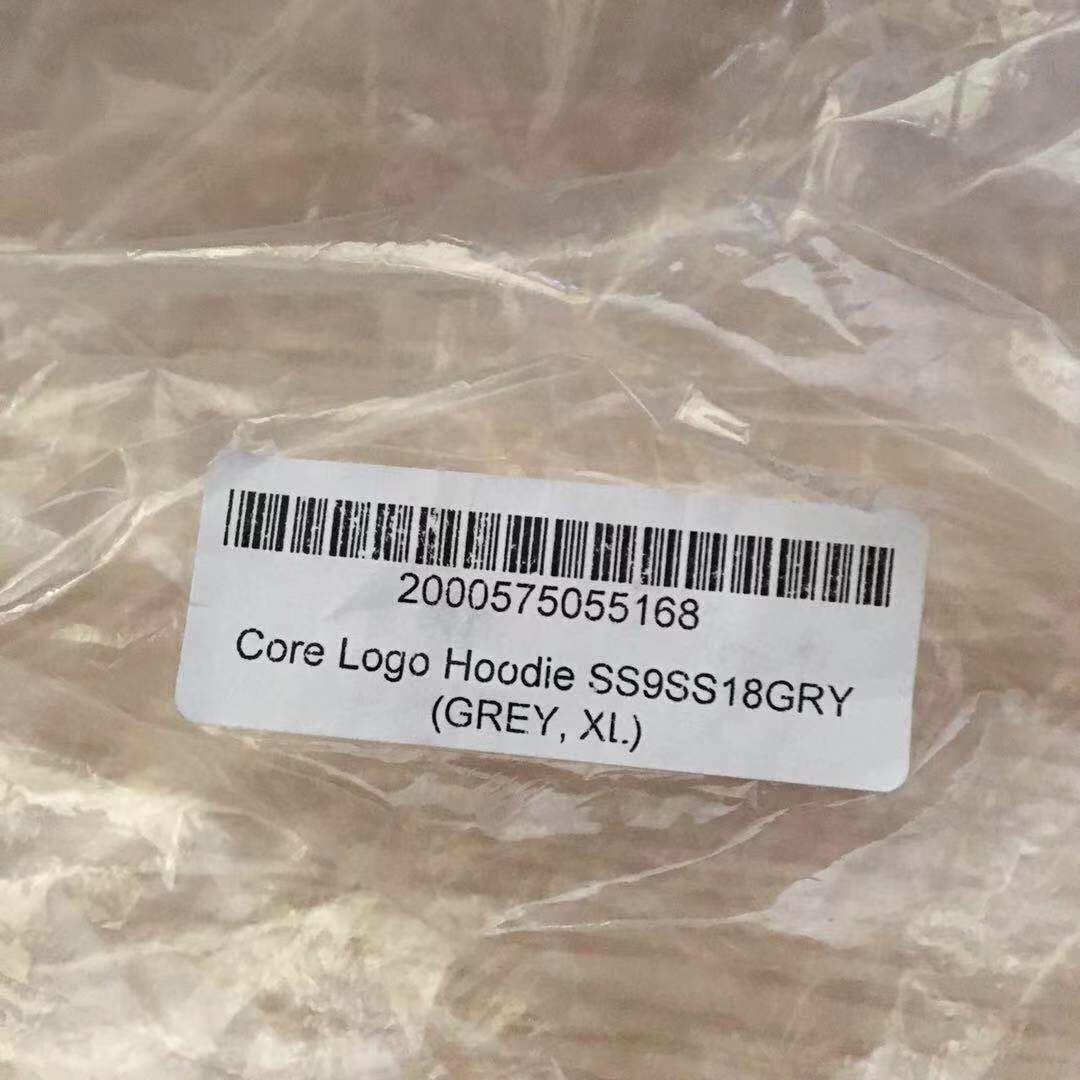 2000575055168
Core Logo Hoodie SS9SS18GRY
(GREY, XL)